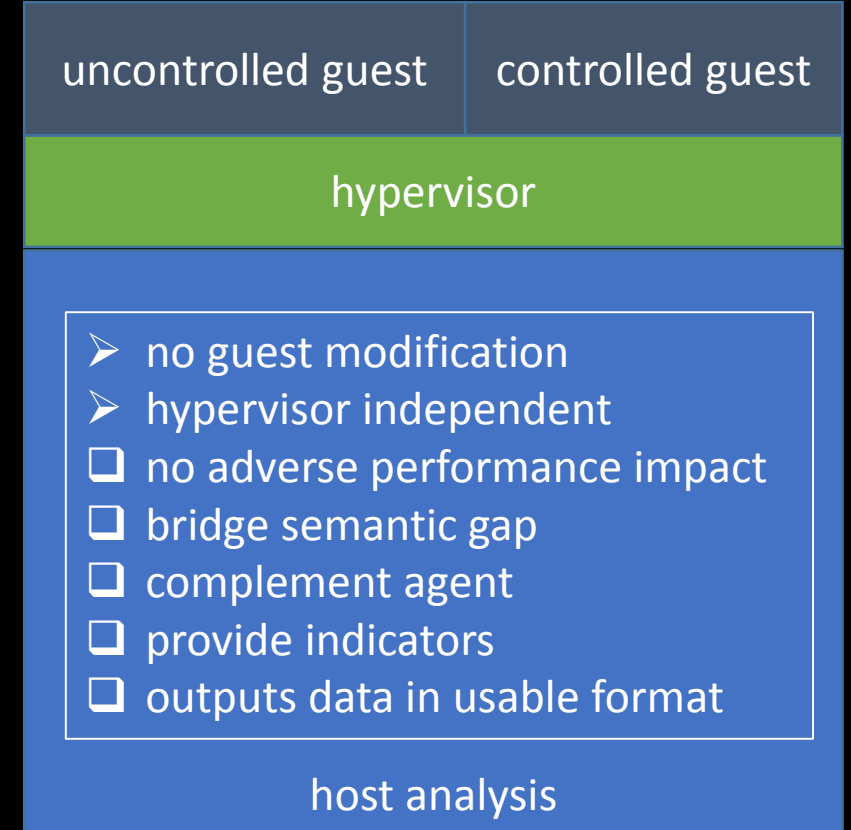 uncontrolled guest
controlled guest
hypervisor
➢ no guest modification
➢ hypervisor independent
❑ no adverse performance impact
❑ bridge semantic gap
❑ complement agent
❑ provide indicators
❑ outputs data in usable format
host analysis